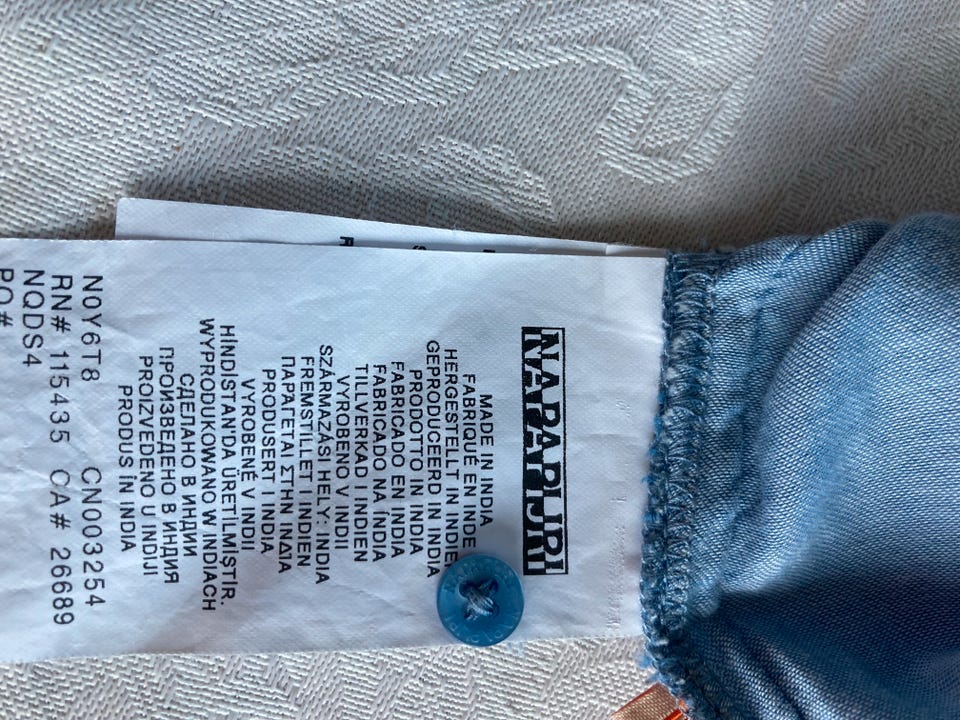 NAPAPIJRI
MADE IN INDIA
FABRIQUÉ EN INDE
HERGESTELLT IN INDIE
GEPRODUCEERD IN INDIA
PRODOTTO IN INDIA
FABRICADO EN INDIA
FABRICADO NA INDIA
TILLVERKAD I INDIEN
VYROBENO V INDII
SZÁRMAZÁSI HELY: INDIA
FREMSTILLET I INDIEN
ΠΑΡΑΓΕΤΑΙ ΣΤΗΝ ΙΝΔΙΑ
PRODUSERT I INDIA
VYROBENÉ V INDII
HİNDİSTAN'DA ÜRETİLMİŞTİR.
WYPRODUKOWANO W INDIACH
СДЕЛАНО В ИНДИИ
ПРОИЗВЕДЕНО В ИНДИЯ
PROIZVEDENO U INDIJI
PRODUS ÎN INDIA
N0Y6T8 CN003254
RN# 115435 CA# 26689
NQDS4
PO#